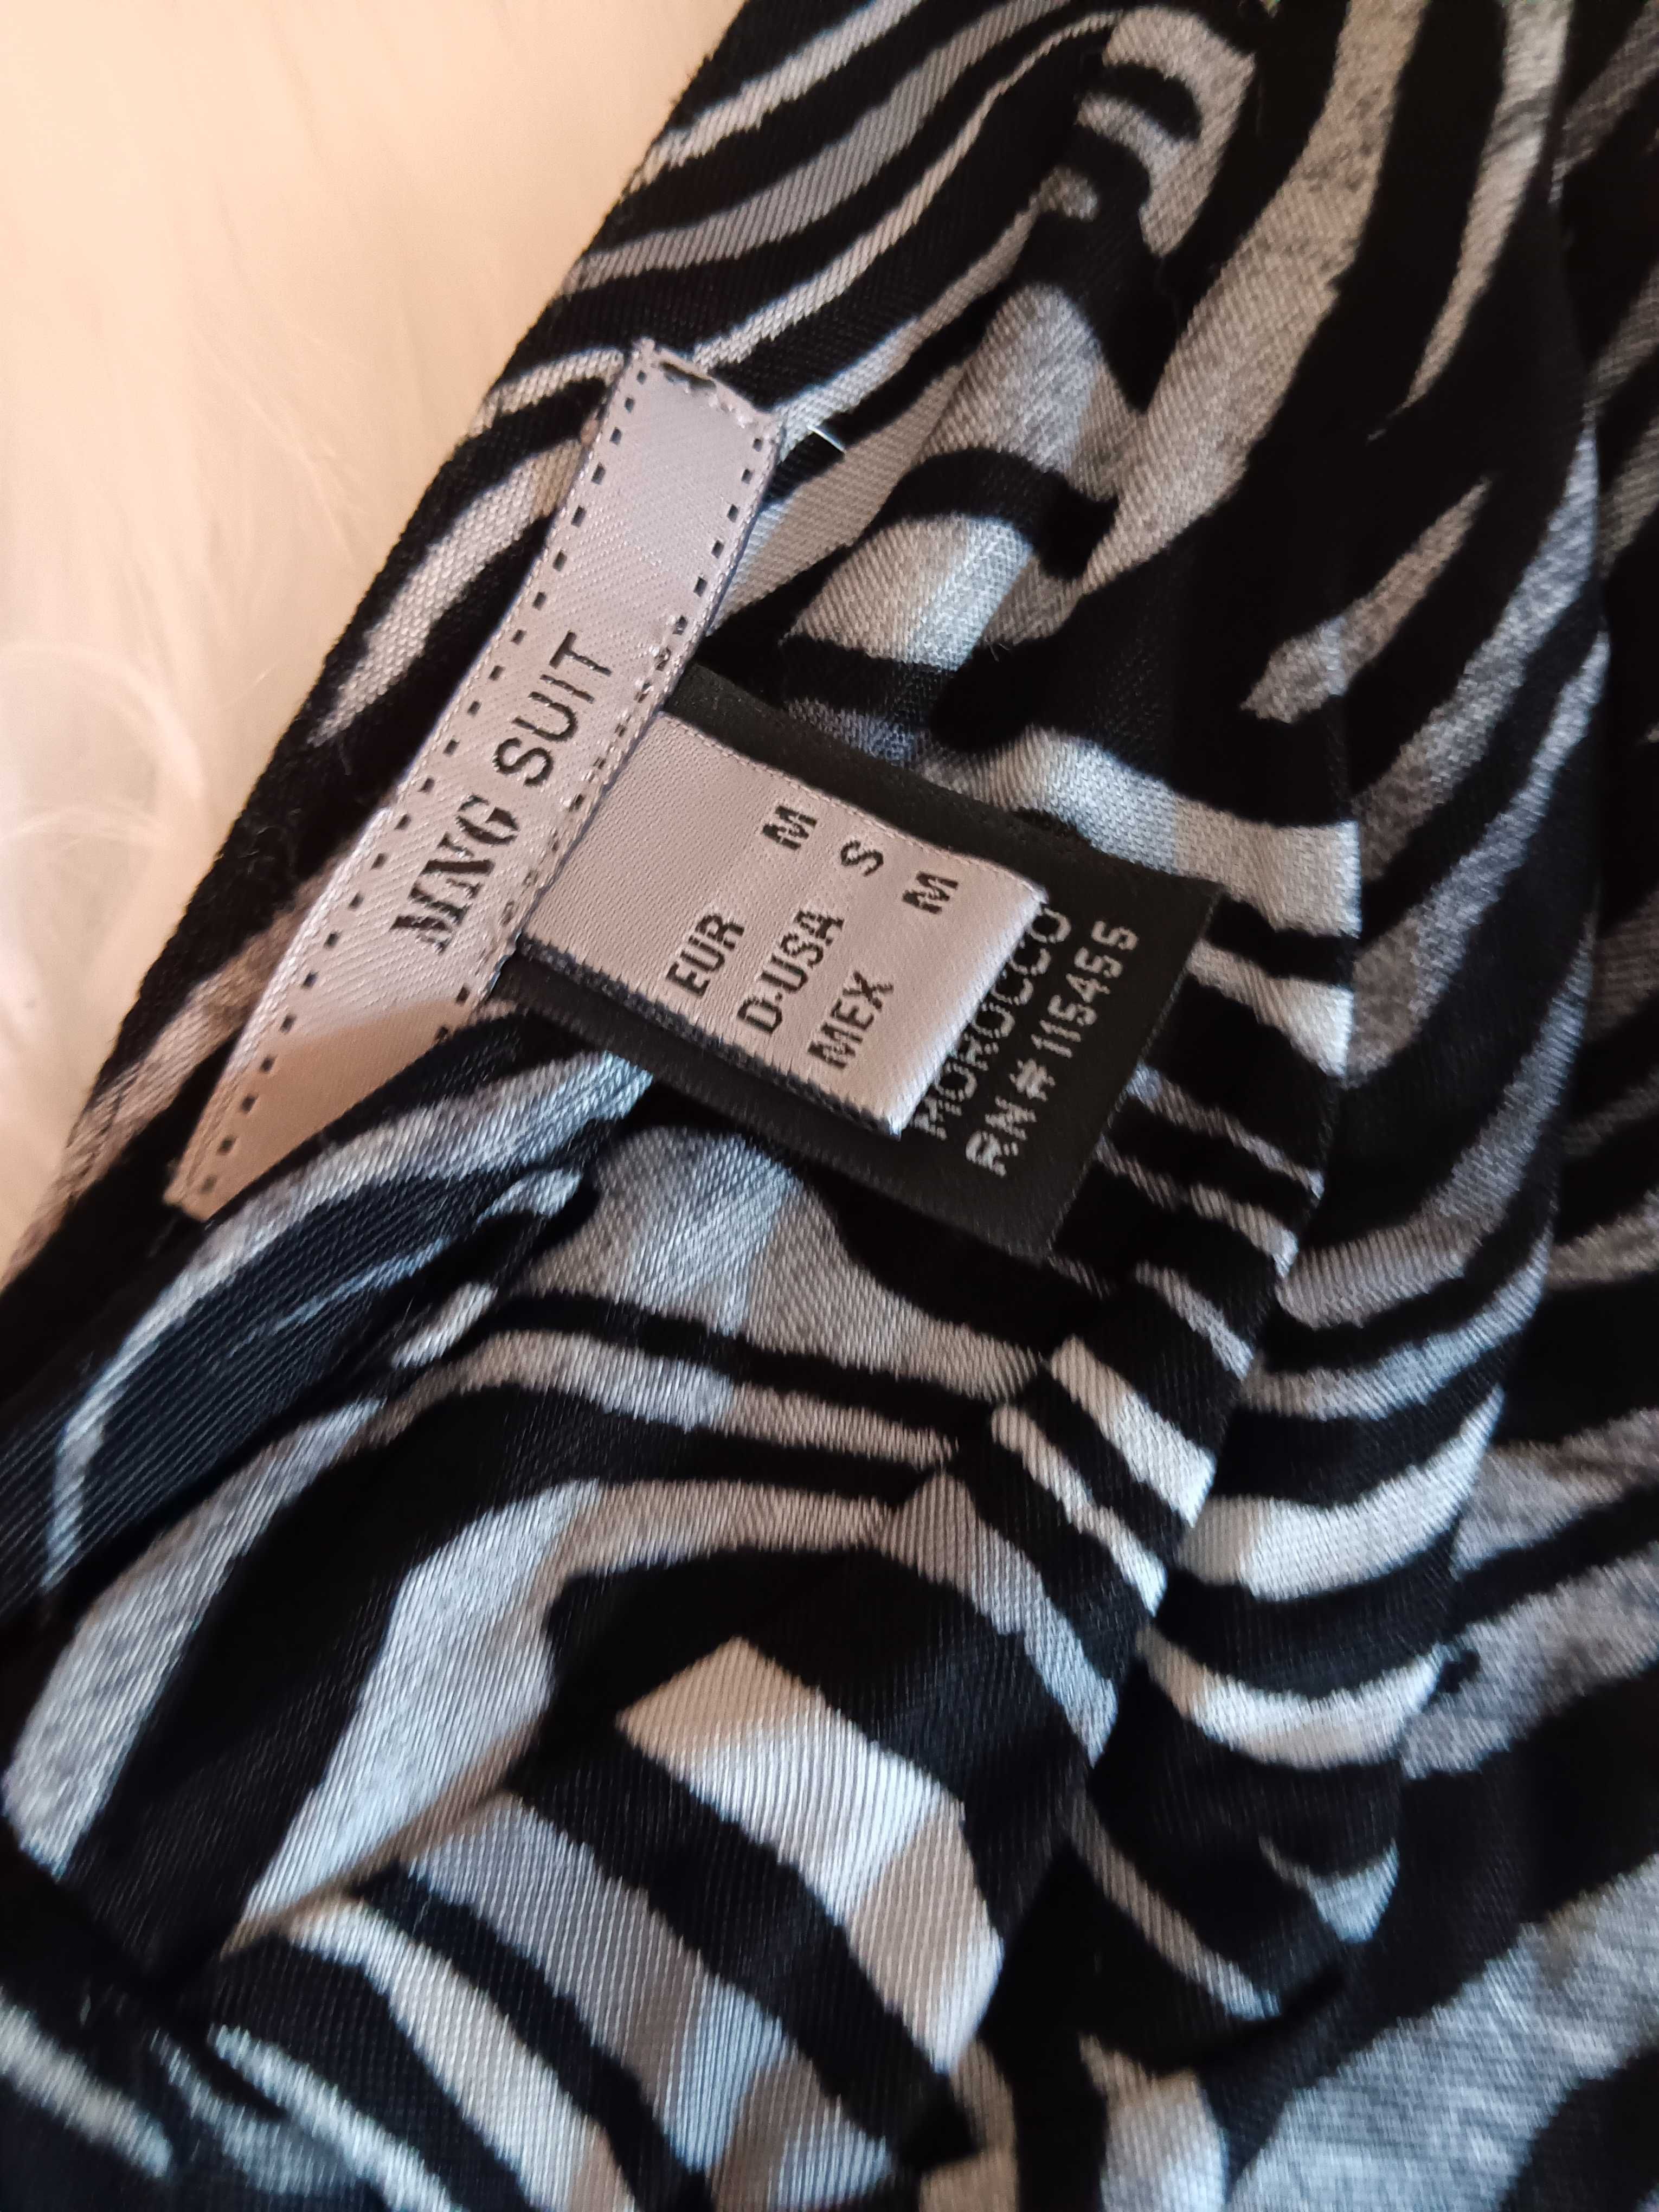 MNG SUIT
EUR M
D-USA S
MEX M
MOROCCO
RN # 115455